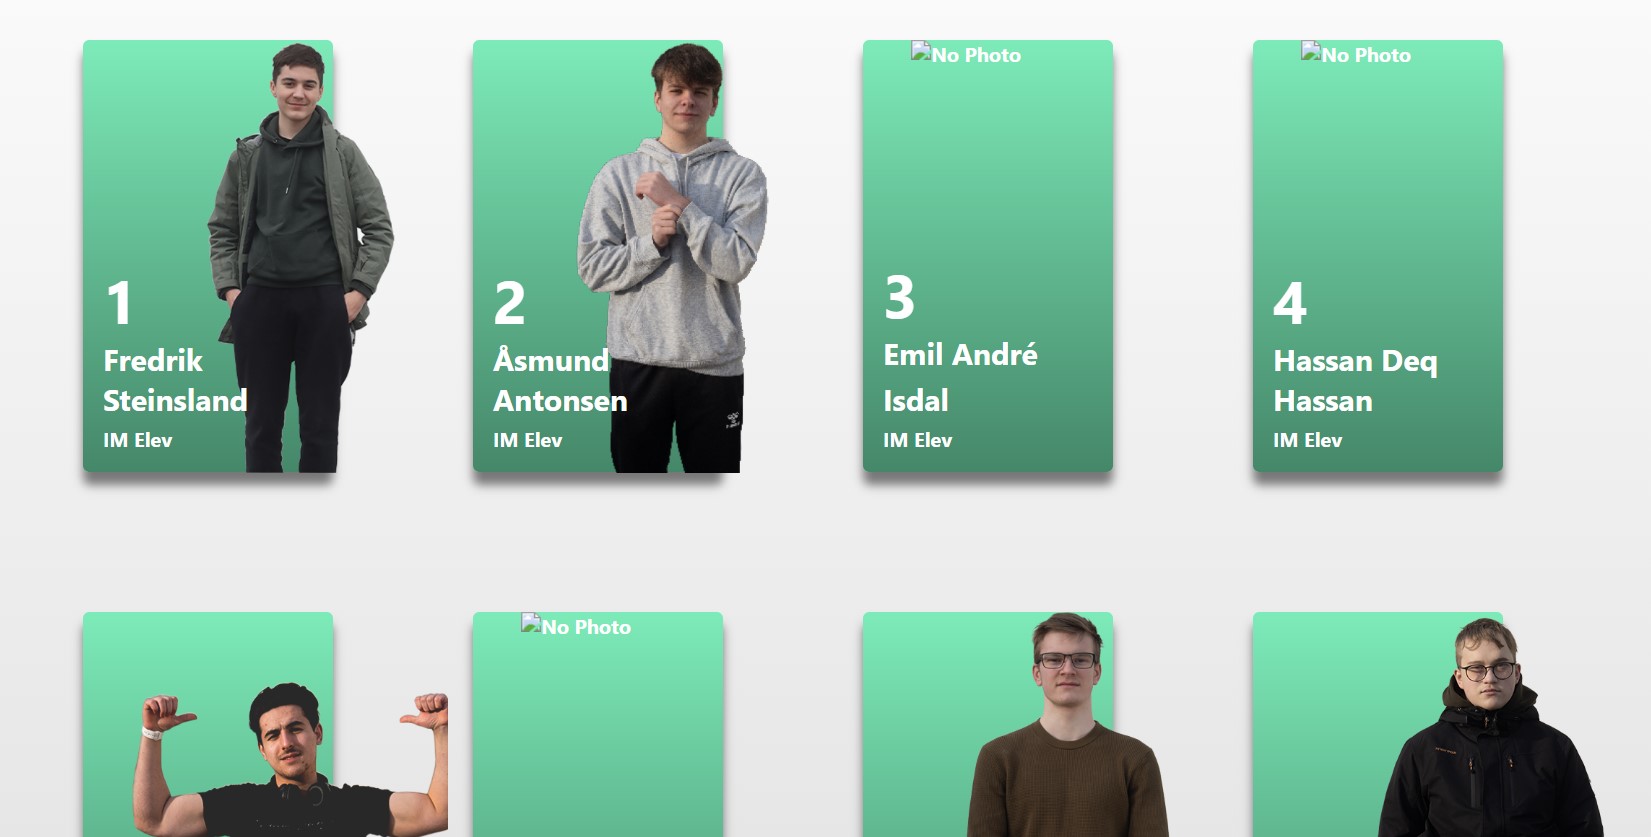 No Photo
No Photo
1
Fredrik
Steinsland
IM Elev
2
Åsmund
Antonsen
IM Elev
3
Emil André
Isdal
IM Elev
4
Hassan Deq
Hassan
IM Elev
No Photo